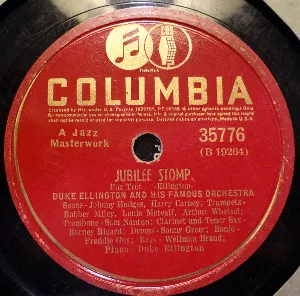 COLUMBIA
A Jazz
Masterwork
35776
(B 19264)
JUBILEE STOMP
Fox Trot -Ellington-
DUKE ELLINGTON AND HIS FAMOUS ORCHESTRA
Saxes-Johnny Hodges, Harry Carney; Trumpets-
Bubber Miley, Louis Metcalf, Arthur Whetsel;
Trombone- Sam Nanton; Clarinet and Tenor Sax-
Barney Bigard; Drums-Sonny Greer; Banjo-
Freddie Guy; Bass- Wellman Braud;
Piano- Duke Ellington